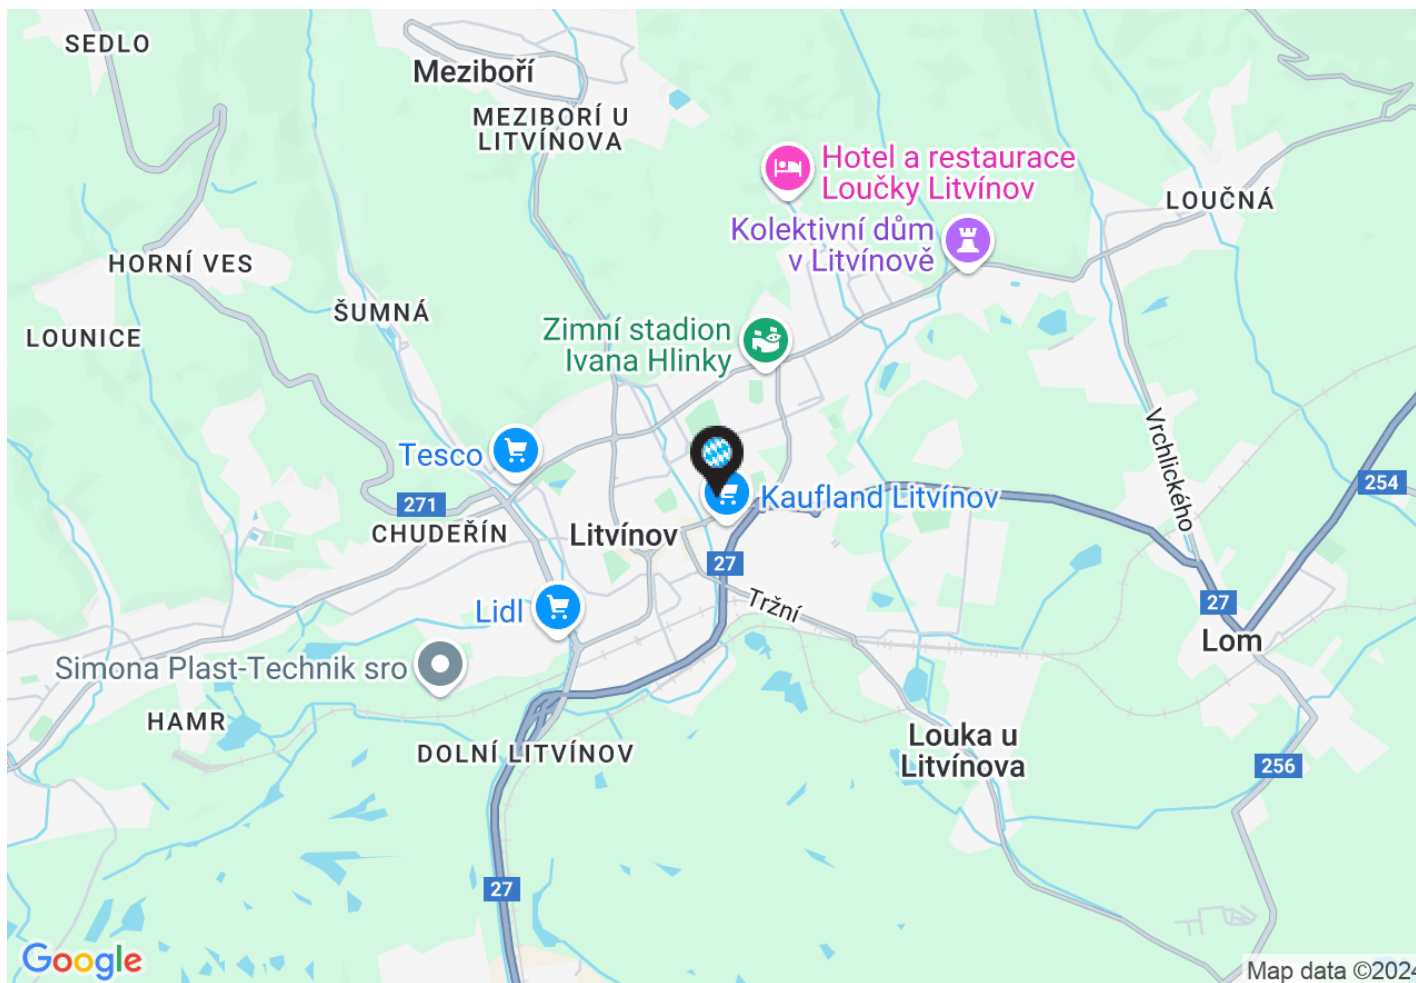 SEDLO
Meziboří
MEZIBORÍ U
LITVÍNOVA
Hotel a restaurace
Loučky Litvínov
LOUČNÁ
Kolektivní dům
v Litvínově
HORNÍ VES
ŠUMNÁ
LOUNICE
Zimní stadion
Ivana Hlinky
Tesco
Vrchlického
254
271
Kaufland Litvínov
CHUDEŘÍN
Litvínov
27
Tržní
27
Lidl
Lom
Simona Plast-Technik sro
HAMR
DOLNÍ LITVÍNOV
Louka u
Litvínova
256
27
Google
Map data ©2024